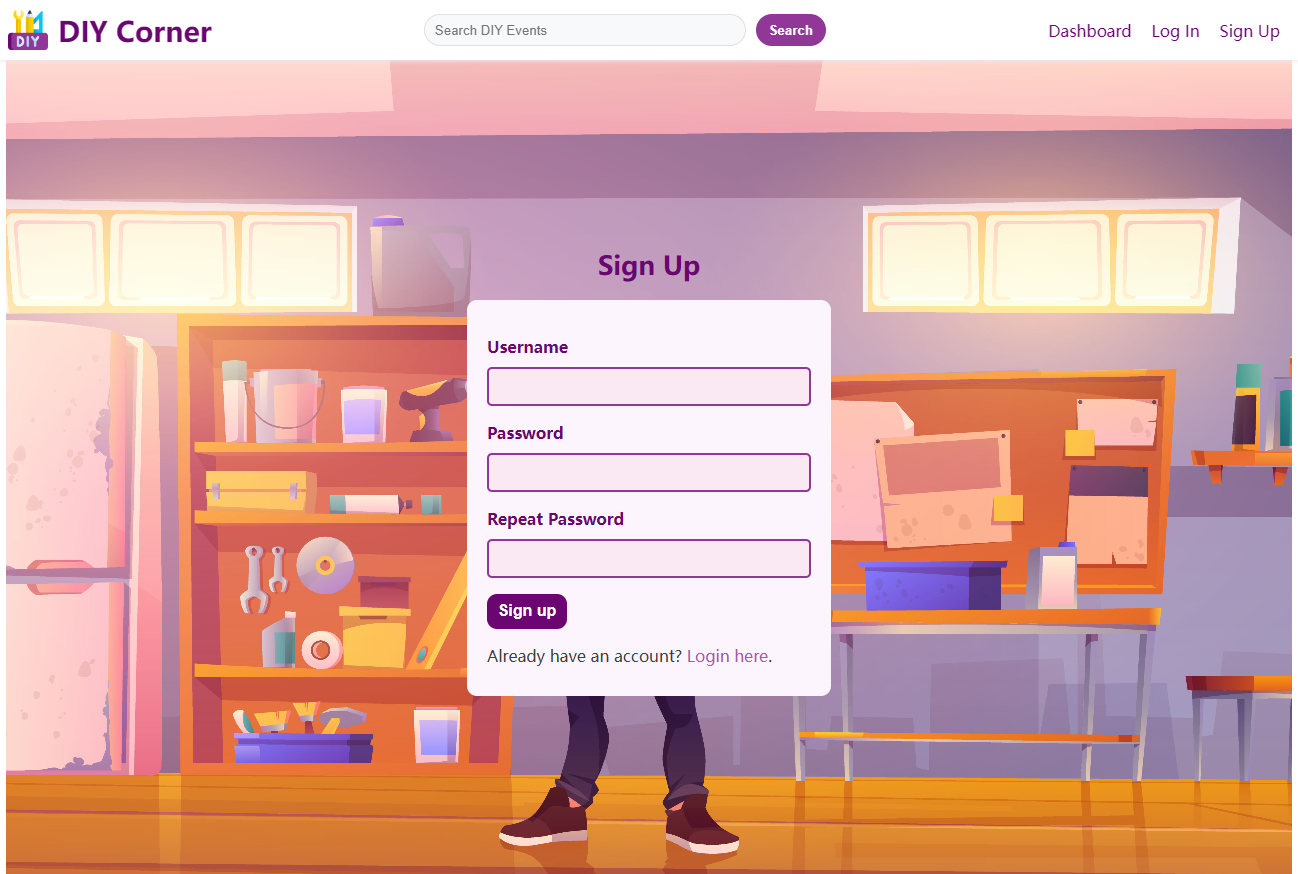 DIY
DIY Corner
Search DIY Events
Search
Dashboard
Log In
Sign Up
Sign Up
Username
Password
Repeat Password
Sign up
Already have an account? Login here.